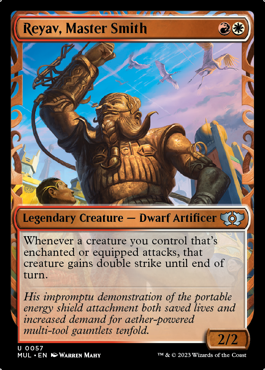 Reyav, Master Smith
Legendary Creature — Dwarf Artificer
Whenever a creature you control that's
enchanted or equipped attacks, that
creature gains double strike until end of
turn.
His impromptu demonstration of the portable
energy shield attachment both saved lives and
increased demand for aether-powered
multi-tool gauntlets tenfold.
2/2
U 0057
MUL • EN Warren Mahy
™ & © 2023 Wizards of the Coast